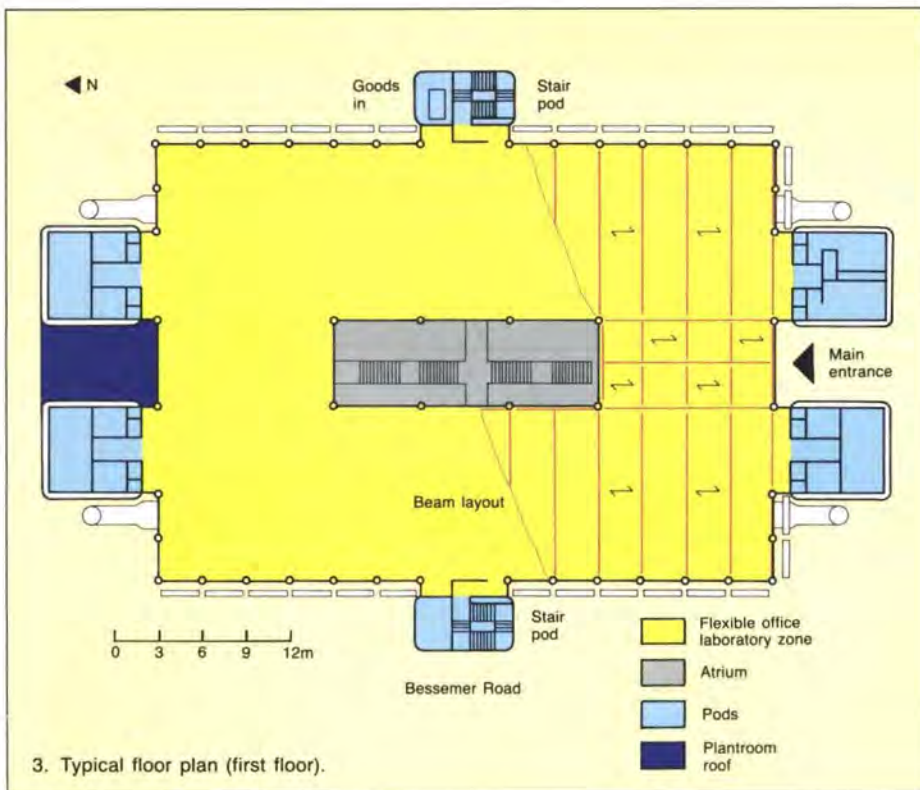 N
Goods
in
Stair
pod
Main
entrance
Beam layout
Stair
pod
0 3 6 9 12m
Bessemer Road
Flexible office
laboratory zone
Atrium
Pods
Plantroom
roof
3. Typical floor plan (first floor).